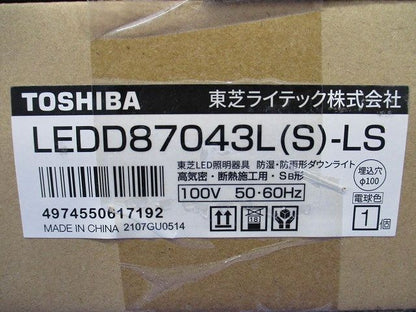 TOSHIBA 東芝ライテック株式会社
LEDD87043L(S)-LS
東芝LED照明器具 防湿・防雨形ダウンライト
高気密・断熱施工用・SB形
埋込穴
φ100
100V 50・60Hz
電球色
1個
4974550617192
MADE IN CHINA 2107GU0514